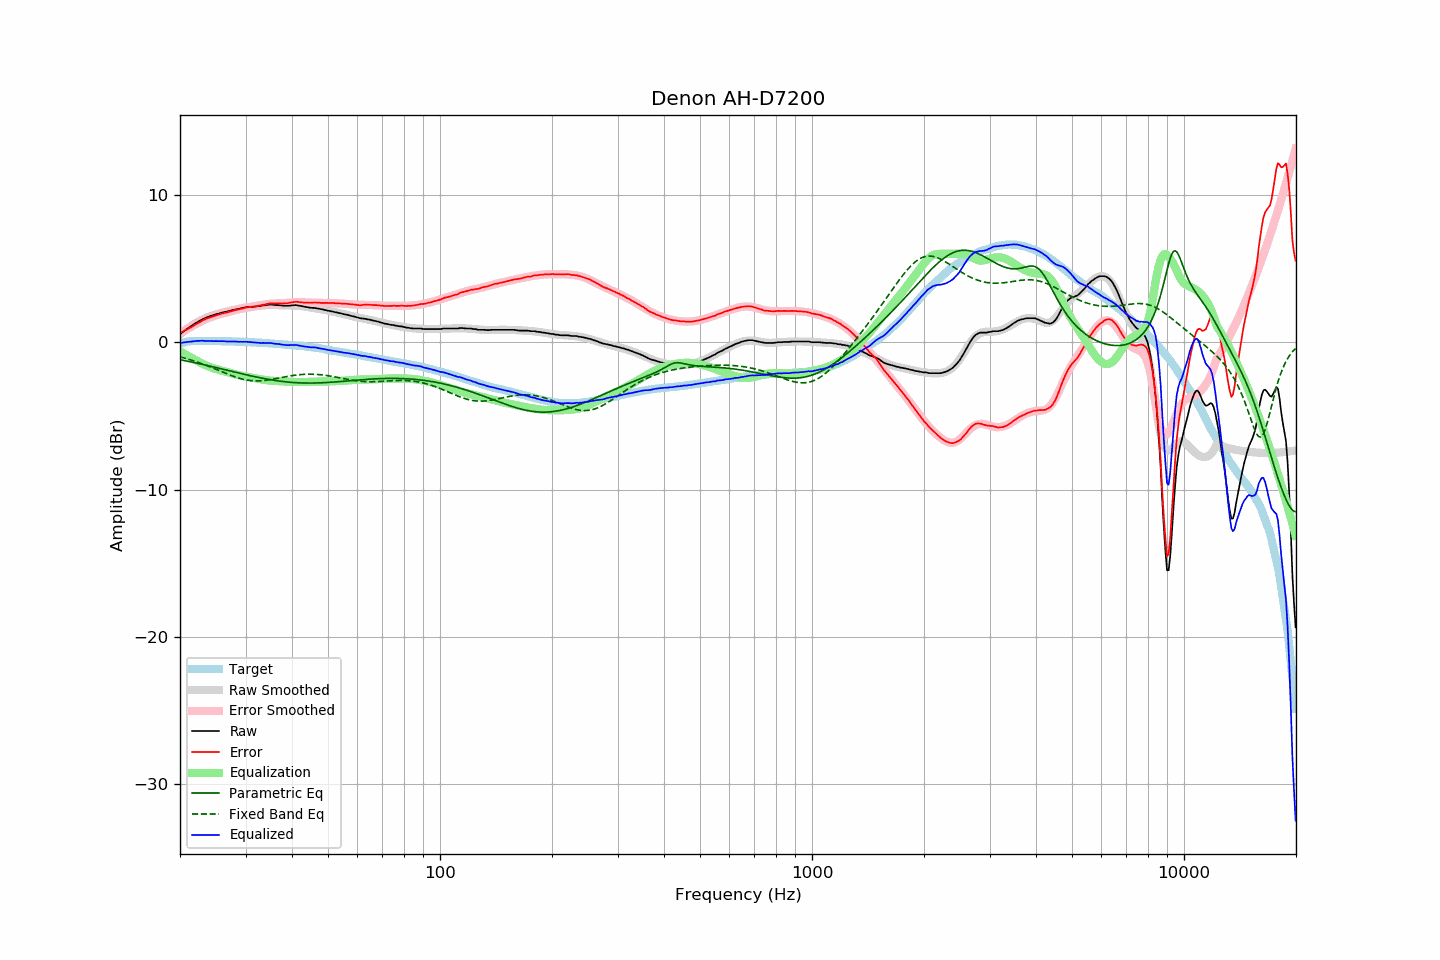 Denon AH-D7200
Amplitude (dBr)
10
0
−10
−20
−30
Target
Raw Smoothed
Error Smoothed
Raw
Error
Equalization
Parametric Eq
Fixed Band Eq
Equalized
100 1000 10000
Frequency (Hz)